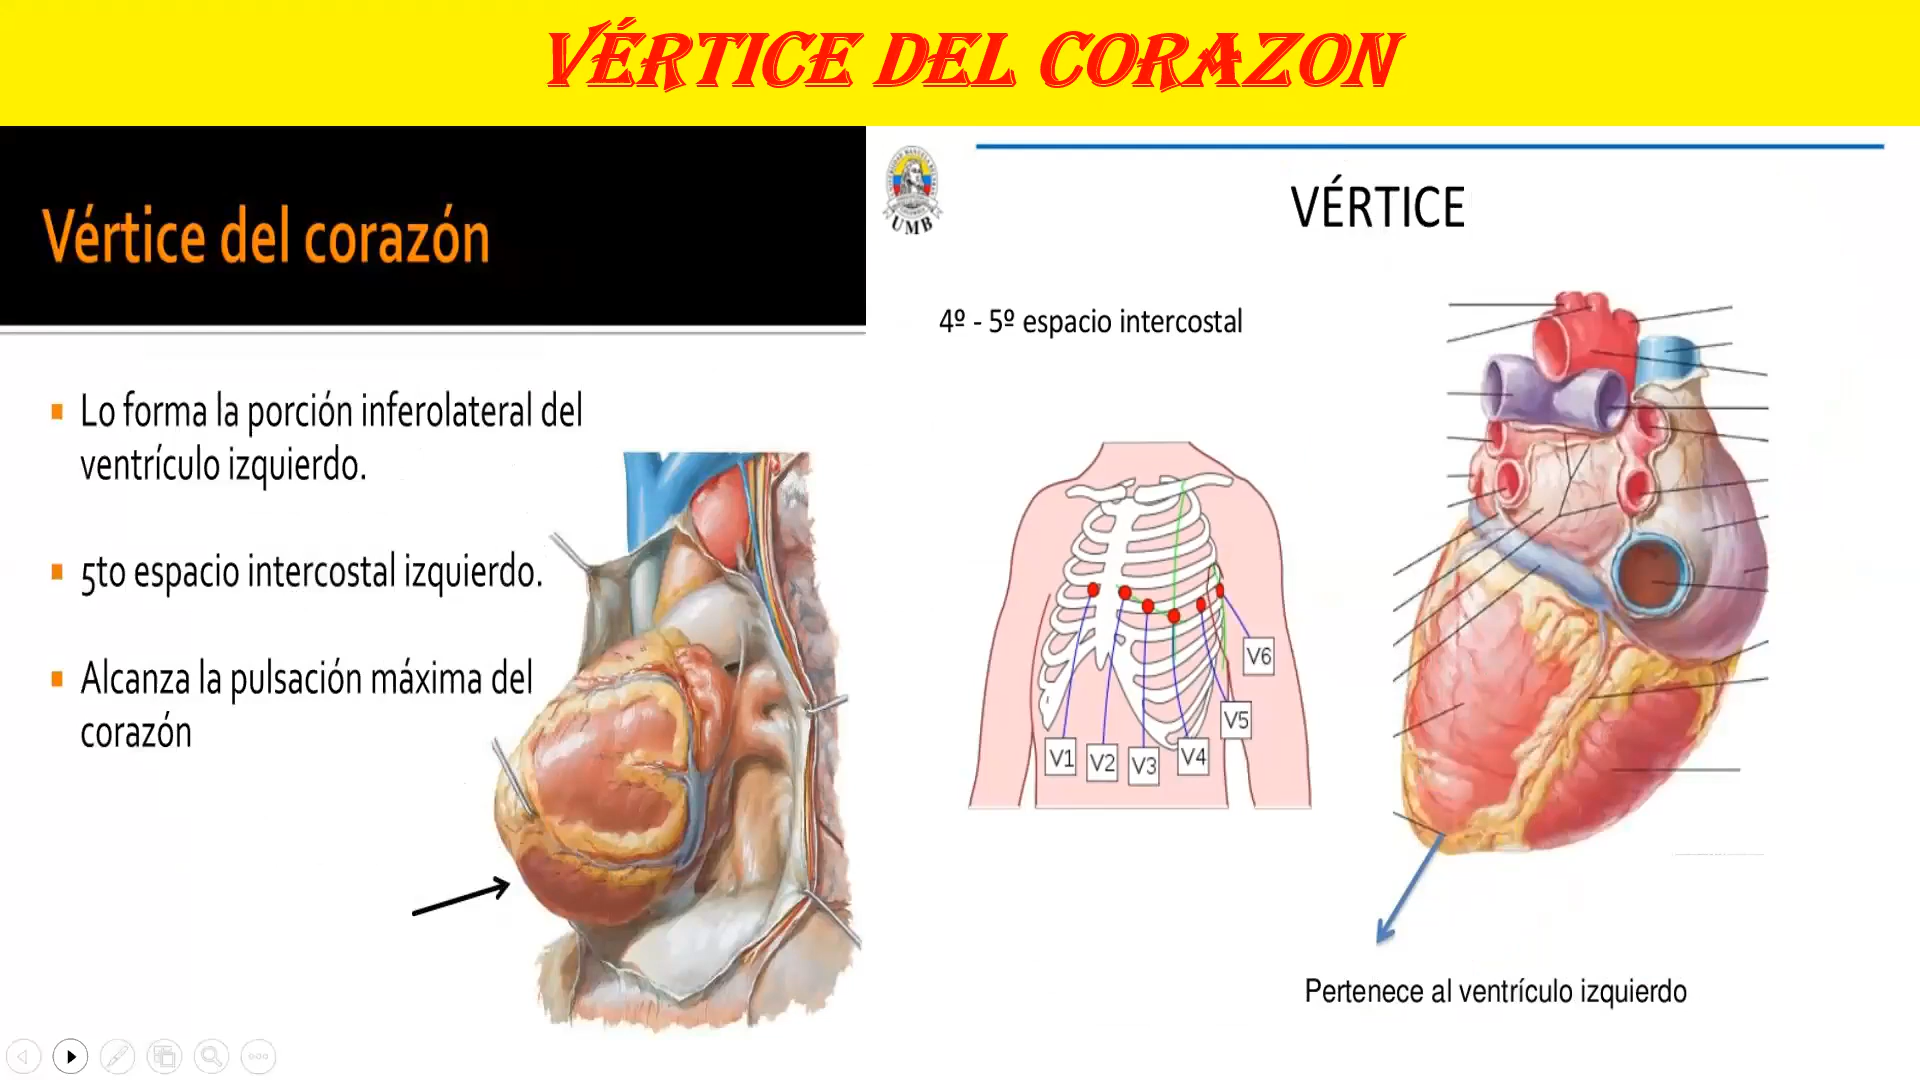 VÉRTICE DEL CORAZON
Vértice del corazón
Lo forma la porción inferolateral del
ventrículo izquierdo.
5to espacio intercostal izquierdo.
Alcanza la pulsación máxima del
corazón
UMB
VÉRTICE
4º - 5º espacio intercostal
V6
V5
V1
V2
V3
V4
Pertenece al ventrículo izquierdo